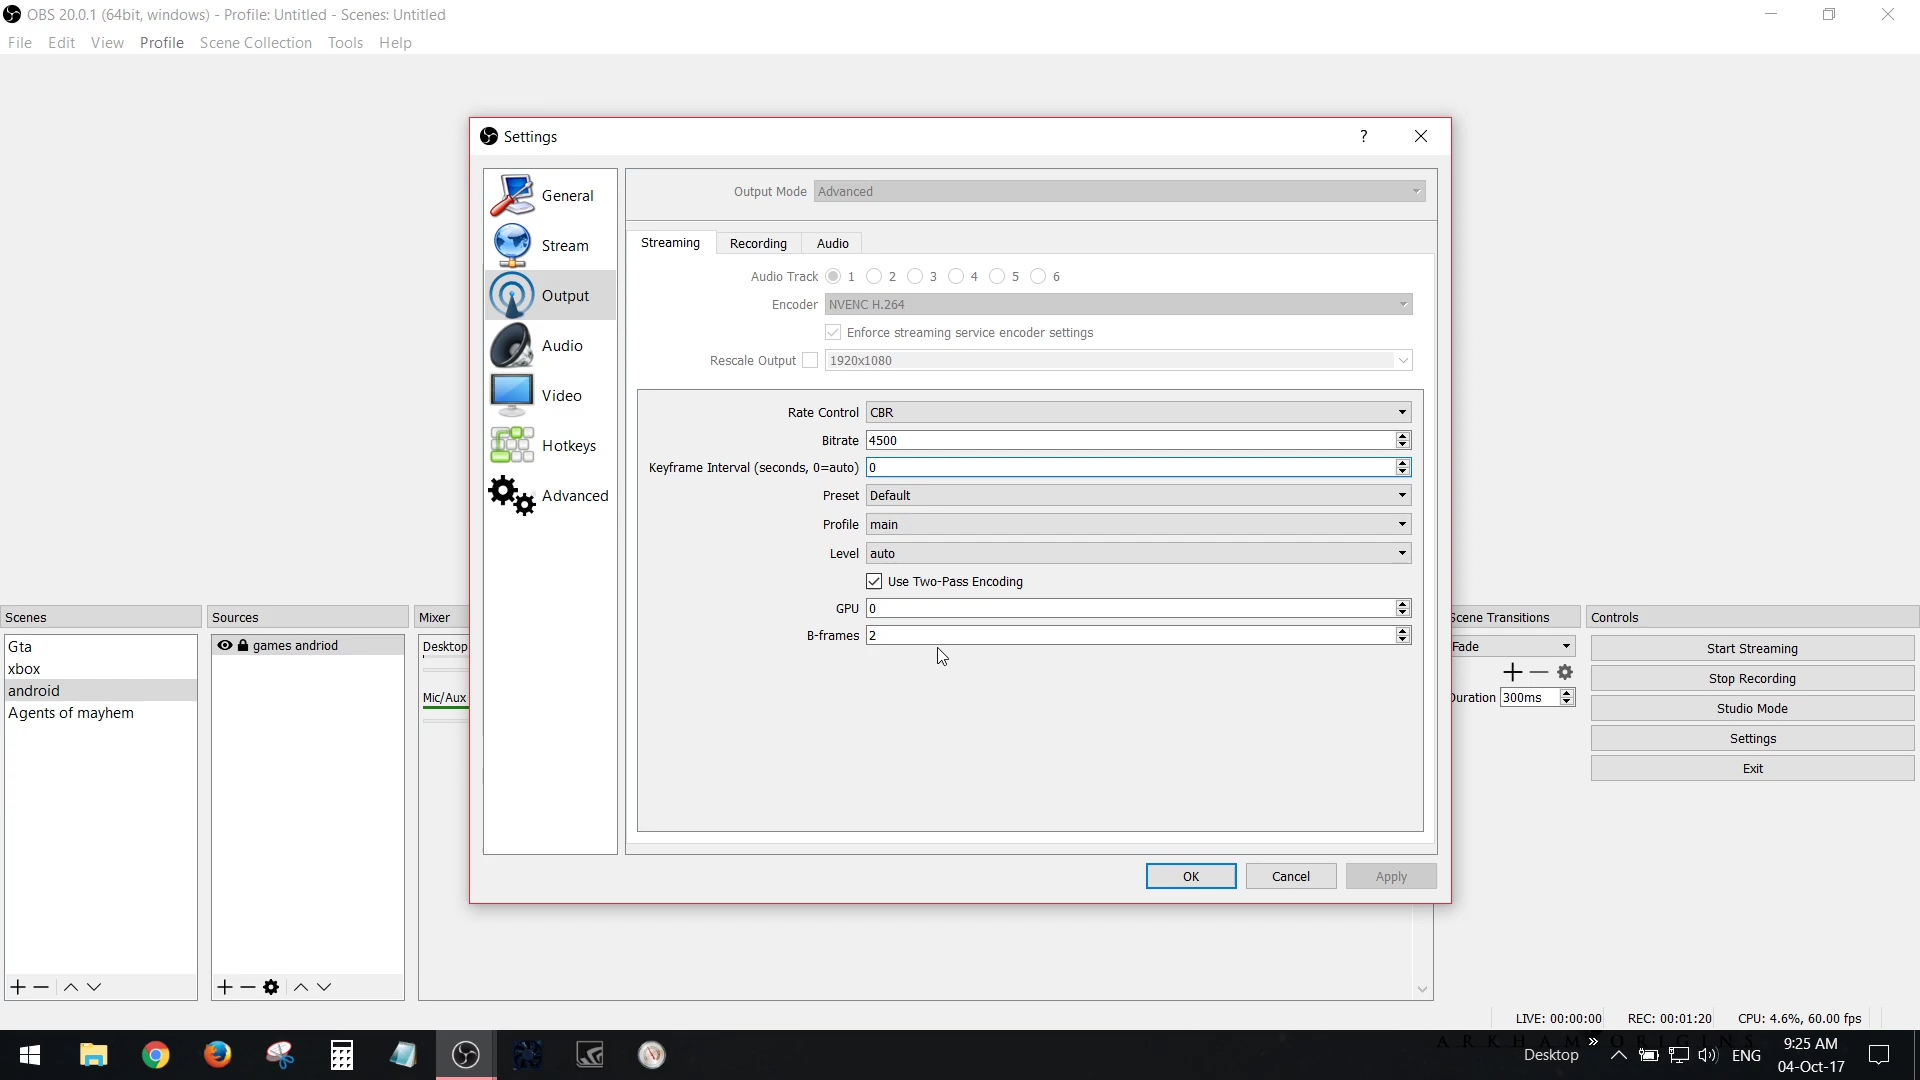 OBS 20.0.1 (64bit, windows) - Profile: Untitled - Scenes: Untitled
File Edit View Profile Scene Collection Tools Help
Settings ?
General
Stream
Output
Audio
Video
Hotkeys
Advanced
Output Mode Advanced
Streaming Recording Audio
Audio Track 1 2 3 4 5 6
Encoder NVENC H.264
Enforce streaming service encoder settings
Rescale Output 1920x1080
Rate Control CBR
Bitrate 4500
Keyframe Interval (seconds, 0=auto) 0
Preset Default
Profile main
Level auto
Use Two-Pass Encoding
GPU 0
B-frames 2
OK Cancel Apply
Scenes
Gta
xbox
android
Agents of mayhem
Sources
games andriod
Mixer
Desktop
Mic/Aux
Scene Transitions
Fade
Duration 300ms
Controls
Start Streaming
Stop Recording
Studio Mode
Settings
Exit
LIVE: 00:00:00 REC: 00:01:20 CPU: 4.6%, 60.00 fps
ARKHAM ORIGINS
Desktop » ENG
9:25 AM
04-Oct-17